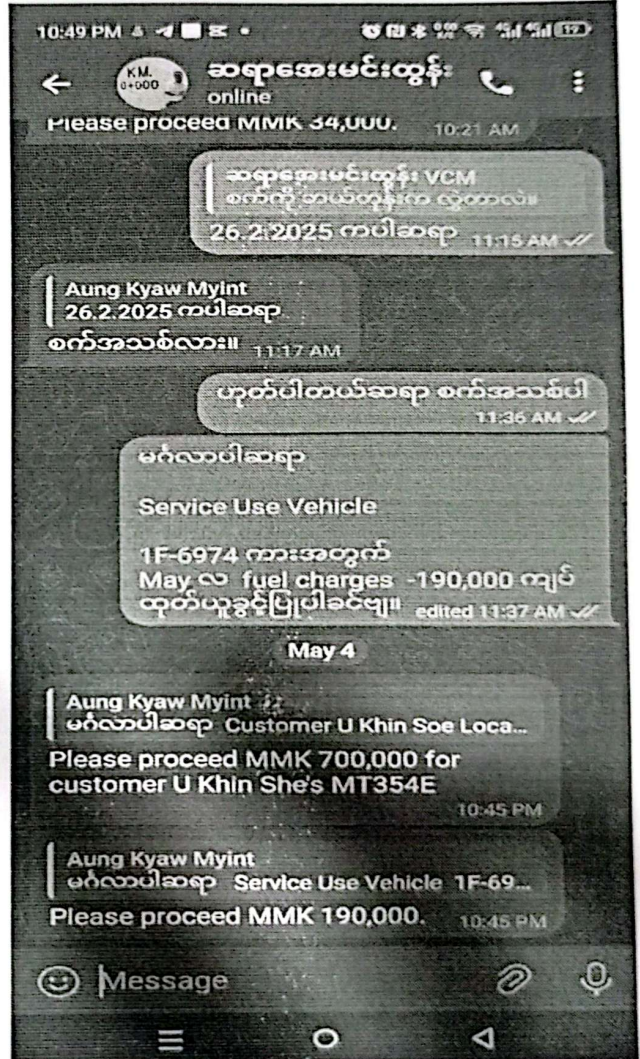 10:49 PM
ဆရာအေးမင်းထွန်း
online
Please proceed MMK 34,000. 10:21 AM
ဆရာအေးမင်းထွန်း VCM
စက်ကို ဘယ်တုန်းက လွှဲတာလဲ။
26.2.2025 ကပါဆရာ 11:15 AM
Aung Kyaw Myint
26.2.2025 ကပါဆရာ
စက်အသစ်လား။ 11:17 AM
ဟုတ်ပါတယ်ဆရာ စက်အသစ်ပါ
11:36 AM
မင်္ဂလာပါဆရာ
Service Use Vehicle
1F-6974 ကားအတွက်
May လ fuel charges -190,000 ကျပ်
ထုတ်ယူခွင့်ပြုပါခင်ဗျ။ edited 11:37 AM
May 4
Aung Kyaw Myint
မင်္ဂလာပါဆရာ Customer U Khin Soe Loca...
Please proceed MMK 700,000 for
customer U Khin She's MT354E
10:45 PM
Aung Kyaw Myint
မင်္ဂလာပါဆရာ Service Use Vehicle 1F-69...
Please proceed MMK 190,000. 10:45 PM
Message